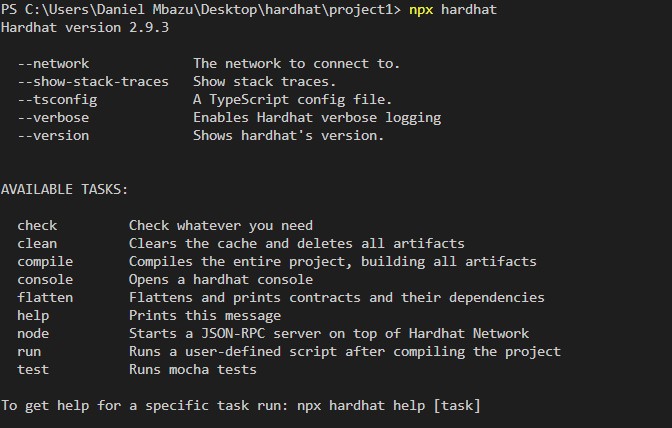 PS C:\Users\Daniel Mbazu\Desktop\hardhat\project1> npx hardhat
Hardhat version 2.9.3
--network The network to connect to.
--show-stack-traces Show stack traces.
--tsconfig A TypeScript config file.
--verbose Enables Hardhat verbose logging
--version Shows hardhat's version.
AVAILABLE TASKS:
check Check whatever you need
clean Clears the cache and deletes all artifacts
compile Compiles the entire project, building all artifacts
console Opens a hardhat console
flatten Flattens and prints contracts and their dependencies
help Prints this message
node Starts a JSON-RPC server on top of Hardhat Network
run Runs a user-defined script after compiling the project
test Runs mocha tests
To get help for a specific task run: npx hardhat help [task]